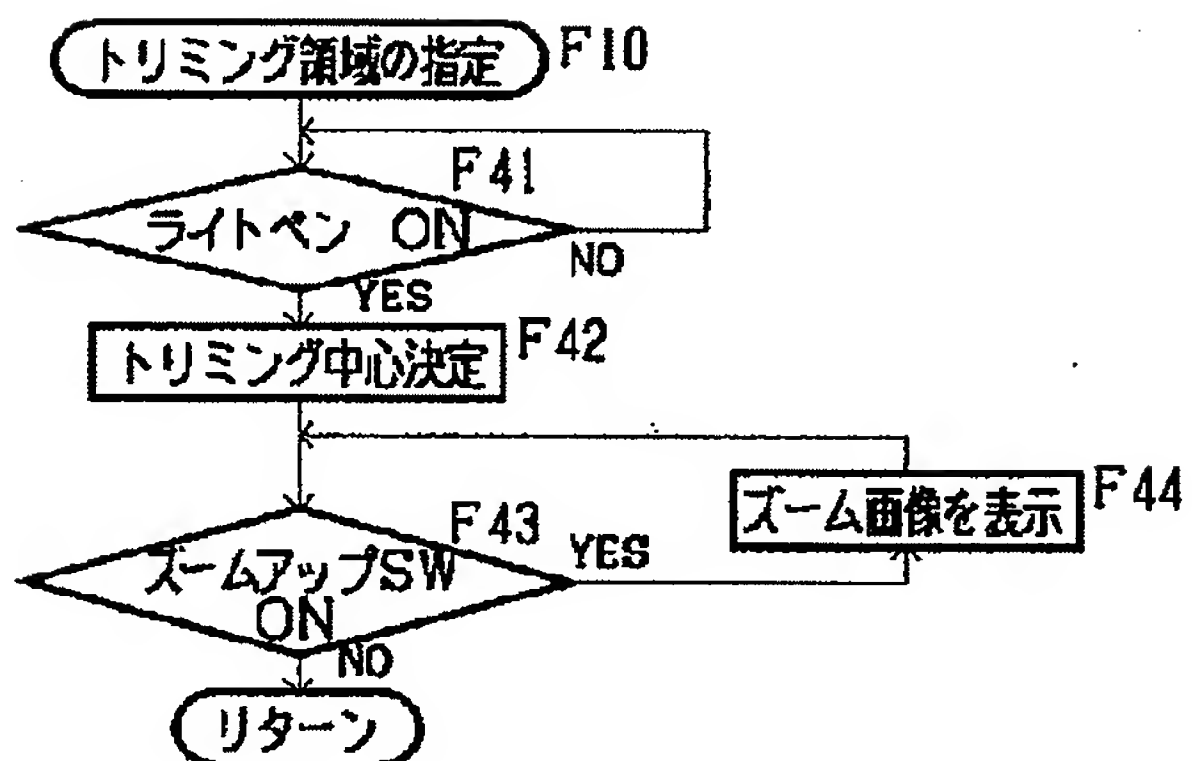 トリミング領域の指定 F10
F41
ライトペン ON
NO
YES
トリミング中心決定 F42
ズーム画像を表示 F44
F43
ズームアップSW
ON
YES
NO
リターン